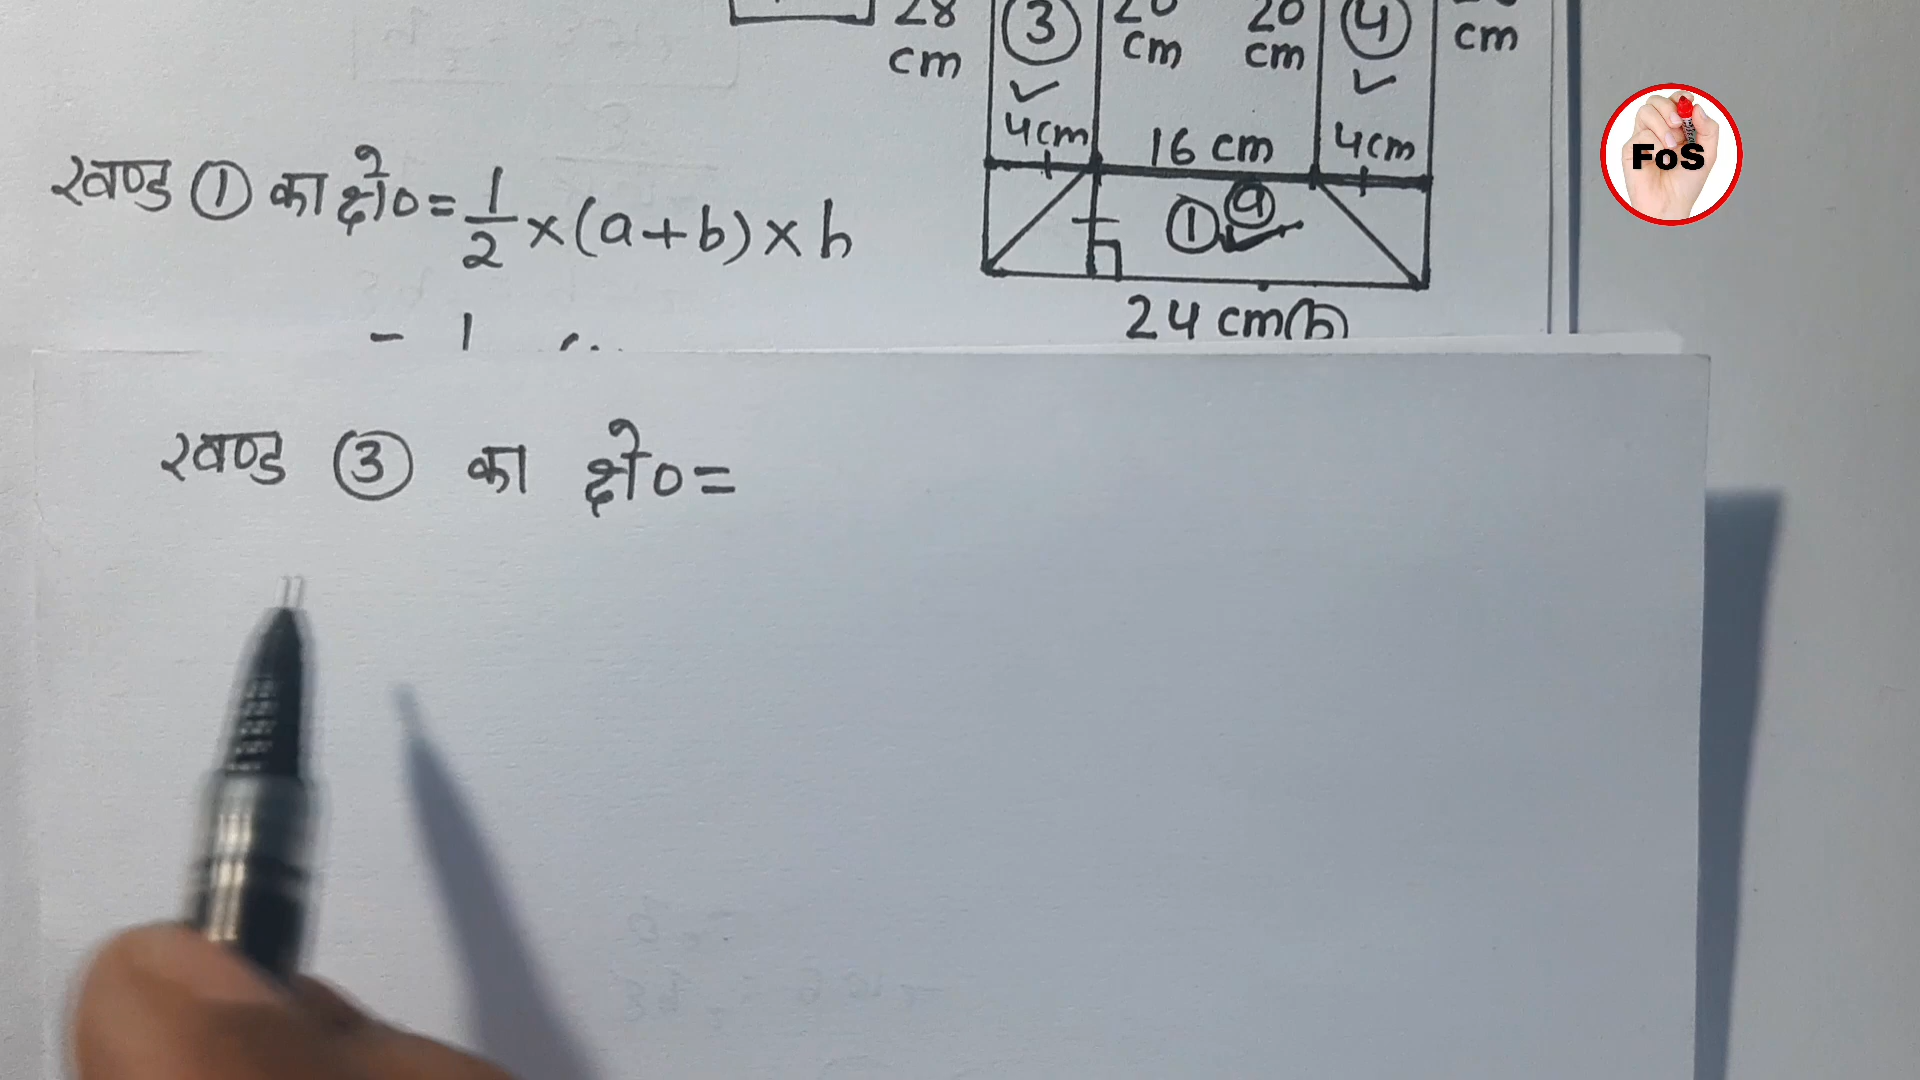 28 ③ 20 20 ④
cm cm cm cm
4cm 16 cm 4cm
FoS
खण्ड ① का क्षे० = 1/2 × (a + b) × h
① ⓐ
24 cm ⓑ
खण्ड ③ का क्षे० =